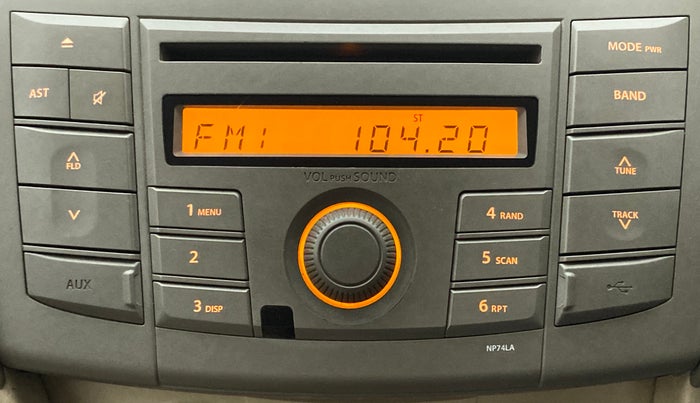 MODE PWR
AST
BAND
ST
FM1 104.20
FLD
TUNE
VOL PUSH SOUND
1 MENU
4 RAND
TRACK
2
5 SCAN
AUX
3 DISP
6 RPT
NP74LA